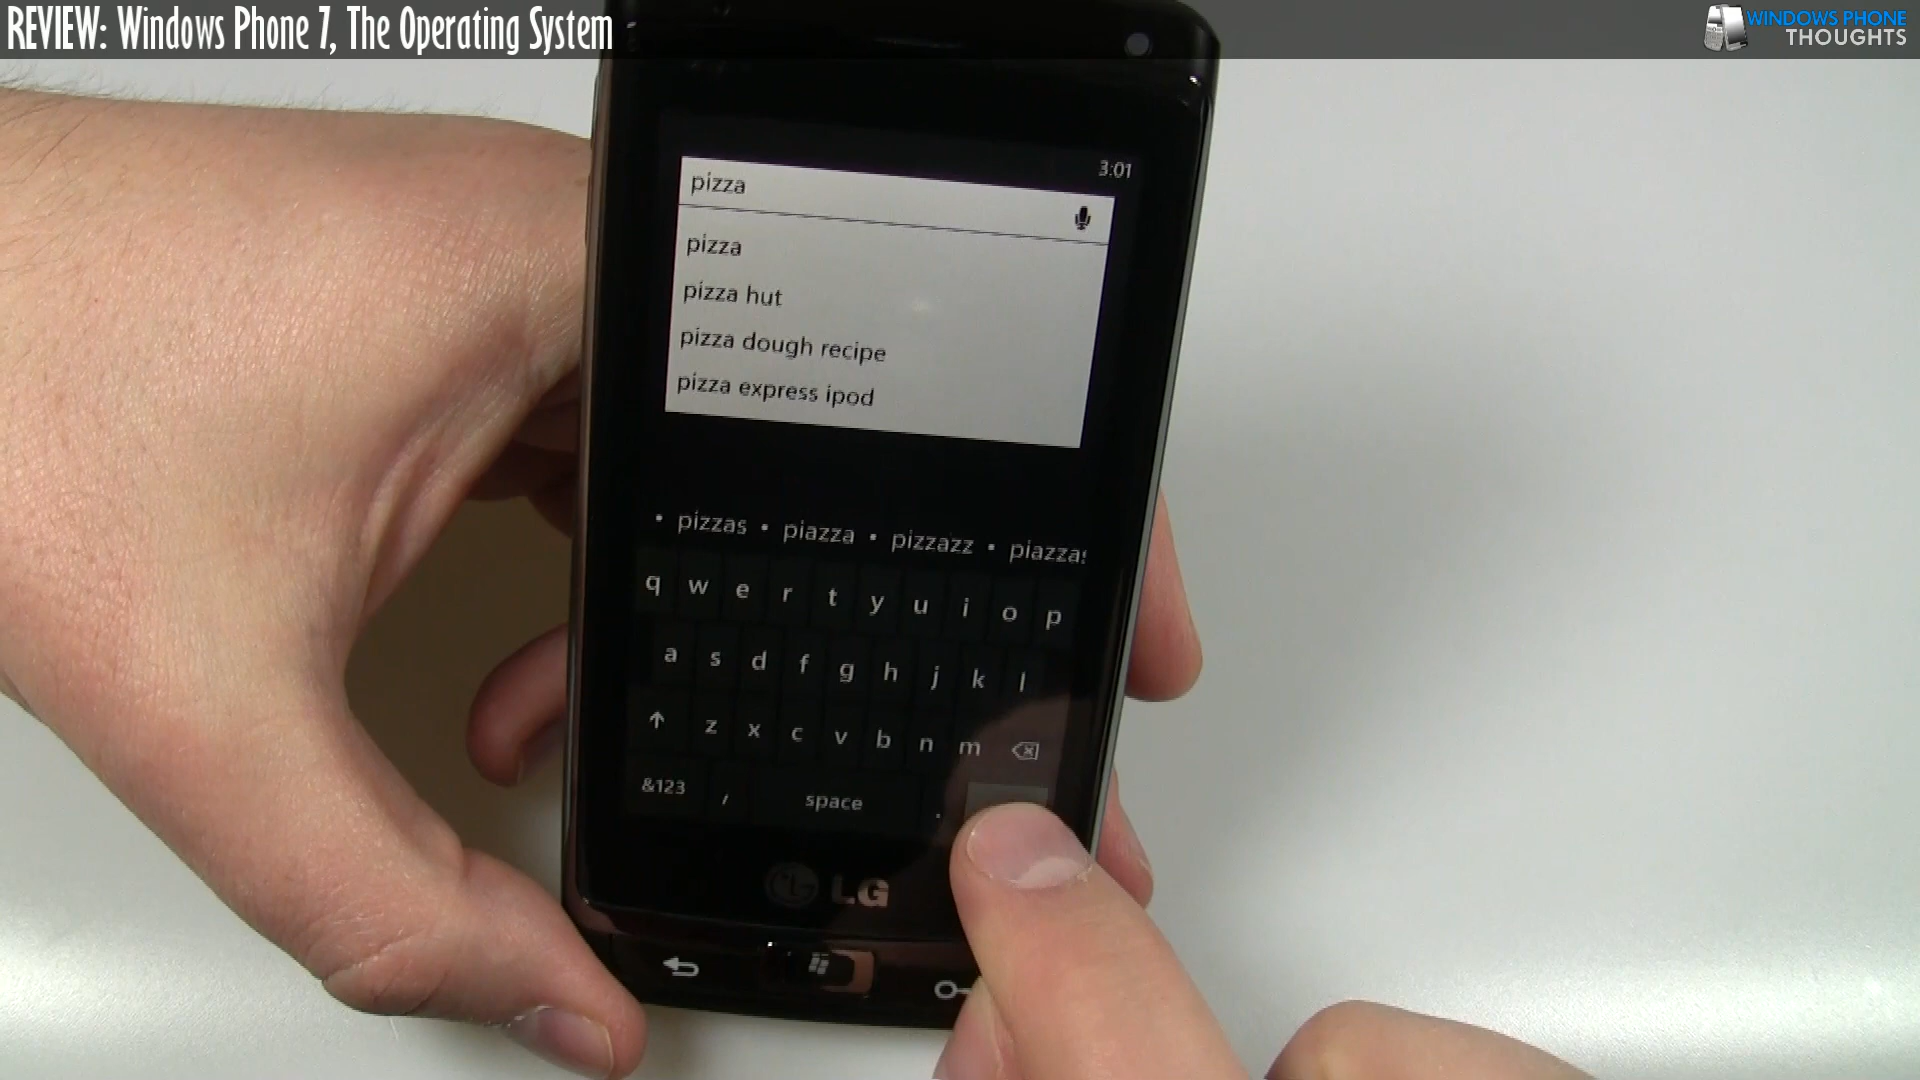 REVIEW: Windows Phone 7, The Operating System
WINDOWS PHONE
THOUGHTS
3:01
pizza
pizza
pizza hut
pizza dough recipe
pizza express ipod
• pizzas • piazza • pizzazz • piazzas
q w e r t y u i o p
a s d f g h j k l
z x c v b n m
&123 , space .
LG